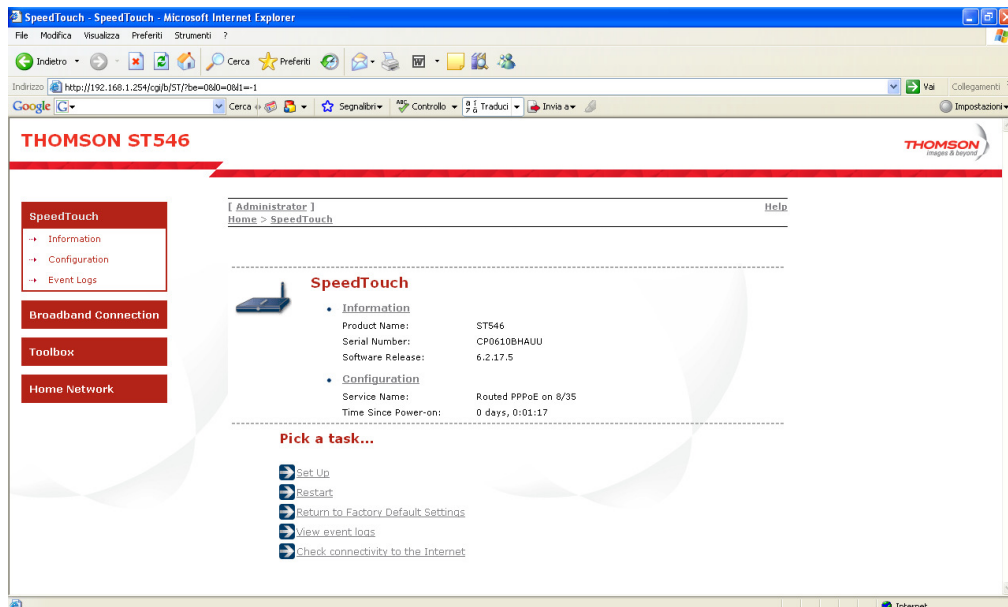 SpeedTouch - SpeedTouch - Microsoft Internet Explorer
File Modifica Visualizza Preferiti Strumenti ?
Indietro Cerca Preferiti
Indirizzo http://192.168.1.254/cgi/b/ST/?be=0&l0=0&l1=-1 Vai Collegamenti
Google G Cerca Segnalibri ABC Controllo Traduci Invia a Impostazioni
THOMSON ST546
THOMSON
images & beyond
[ Administrator ] Help
Home > SpeedTouch
SpeedTouch
Information
Configuration
Event Logs
Broadband Connection
Toolbox
Home Network
SpeedTouch
Information
Product Name: ST546
Serial Number: CP0610BHAUU
Software Release: 6.2.17.5
Configuration
Service Name: Routed PPPoE on 8/35
Time Since Power-on: 0 days, 0:01:17
Pick a task...
Set Up
Restart
Return to Factory Default Settings
View event logs
Check connectivity to the Internet
Internet